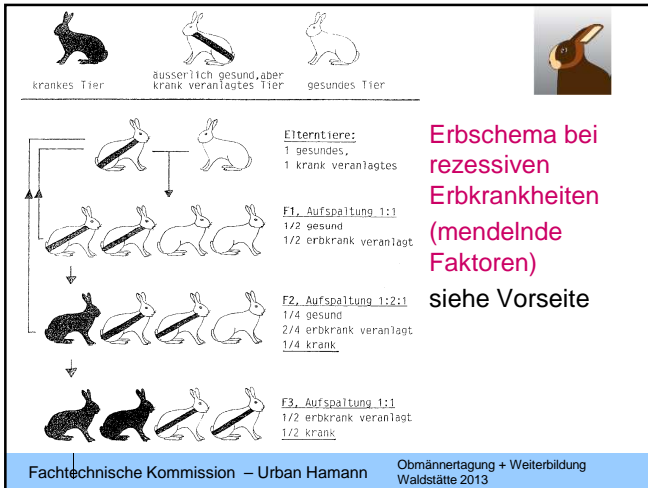 krankes Tier
äusserlich gesund,aber
krank veranlagtes Tier
gesundes Tier
Elterntiere:
1 gesundes,
1 krank veranlagtes
F1, Aufspaltung 1:1
1/2 gesund
1/2 erbkrank veranlagt
F2, Aufspaltung 1:2:1
1/4 gesund
2/4 erbkrank veranlagt
1/4 krank
F3, Aufspaltung 1:1
1/2 erbkrank veranlagt
1/2 krank
Erbschema bei
rezessiven
Erbkrankheiten
(mendelnde
Faktoren)
siehe Vorseite
Fachtechnische Kommission – Urban Hamann
Obmännertagung + Weiterbildung
Waldstätte 2013